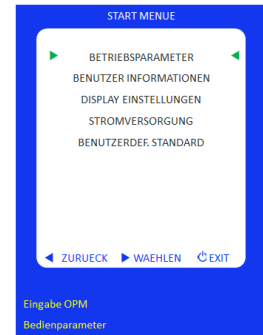 START MENUE
BETRIEBSPARAMETER
BENUTZER INFORMATIONEN
DISPLAY EINSTELLUNGEN
STROMVERSORGUNG
BENUTZERDEF. STANDARD
ZURUECK WAEHLEN EXIT
Eingabe OPM
Bedienparameter